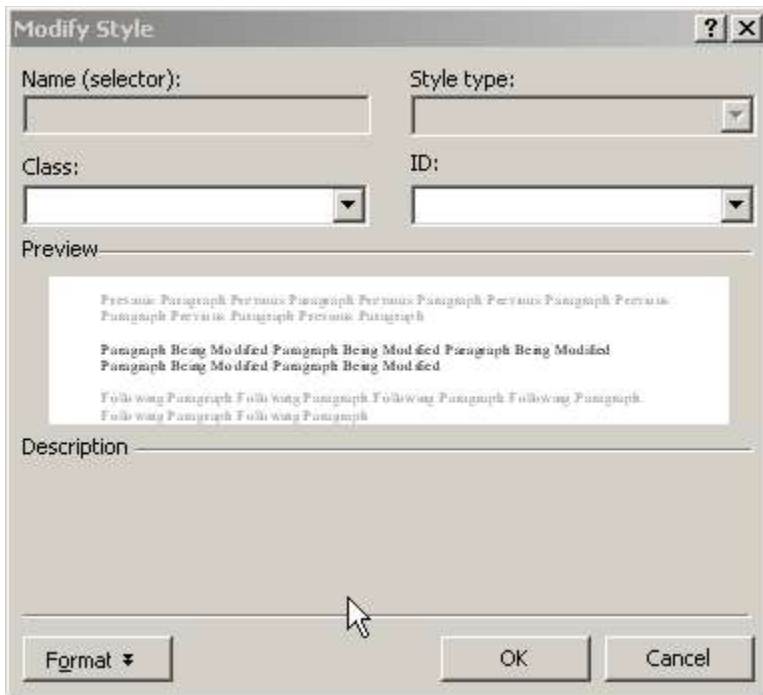 Modify Style
Name (selector):
Style type:
Class:
ID:
Preview
Previous Paragraph Previous Paragraph Previous Paragraph Previous Paragraph Previous
Paragraph Previous Paragraph Previous Paragraph
Paragraph Being Modified Paragraph Being Modified Paragraph Being Modified
Paragraph Being Modified Paragraph Being Modified
Following Paragraph Following Paragraph Following Paragraph Following Paragraph
Following Paragraph Following Paragraph
Description
Format
OK
Cancel